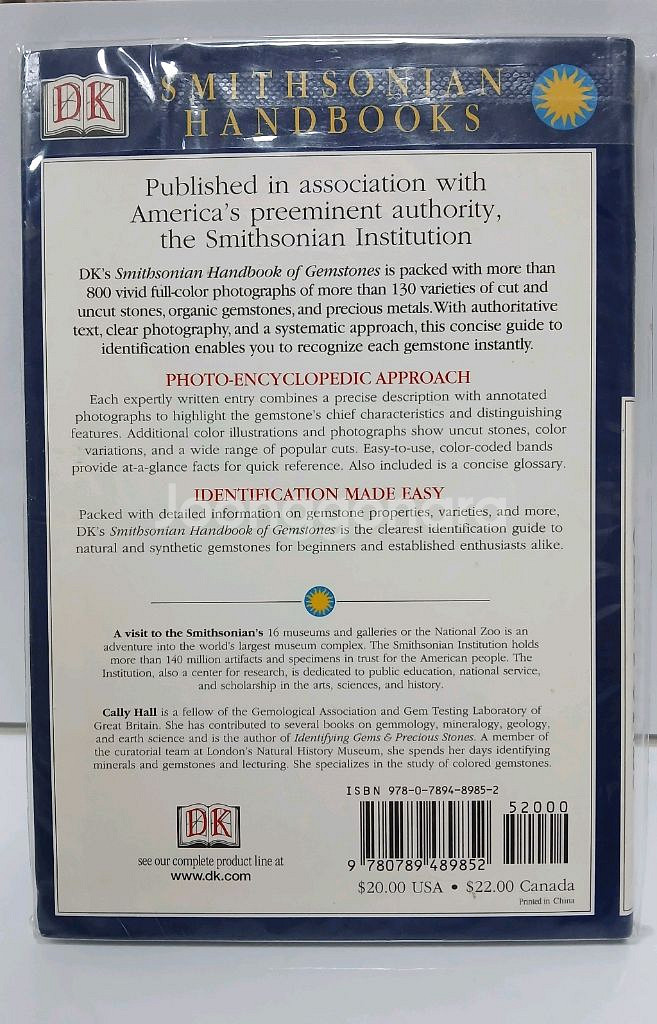 DK
SMITHSONIAN
HANDBOOKS
Published in association with
America's preeminent authority,
the Smithsonian Institution
DK's Smithsonian Handbook of Gemstones is packed with more than
800 vivid full-color photographs of more than 130 varieties of cut and
uncut stones, organic gemstones, and precious metals. With authoritative
text, clear photography, and a systematic approach, this concise guide to
identification enables you to recognize each gemstone instantly.
PHOTO-ENCYCLOPEDIC APPROACH
Each expertly written entry combines a precise description with annotated
photographs to highlight the gemstone's chief characteristics and distinguishing
features. Additional color illustrations and photographs show uncut stones, color
variations, and a wide range of popular cuts. Easy-to-use, color-coded bands
provide at-a-glance facts for quick reference. Also included is a concise glossary.
IDENTIFICATION MADE EASY
Packed with detailed information on gemstone properties, varieties, and more,
DK's Smithsonian Handbook of Gemstones is the clearest identification guide to
natural and synthetic gemstones for beginners and established enthusiasts alike.
Joonggonara
A visit to the Smithsonian's 16 museums and galleries or the National Zoo is an
adventure into the world's largest museum complex. The Smithsonian Institution holds
more than 140 million artifacts and specimens in trust for the American people. The
Institution, also a center for research, is dedicated to public education, national service,
and scholarship in the arts, sciences, and history.
Cally Hall is a fellow of the Gemological Association and Gem Testing Laboratory of
Great Britain. She has contributed to several books on gemmology, mineralogy, geology,
and earth science and is the author of Identifying Gems & Precious Stones. A member of
the curatorial team at London's Natural History Museum, she spends her days identifying
minerals and gemstones and lecturing. She specializes in the study of colored gemstones.
ISBN 978-0-7894-8985-2
52000
DK
9 780789 489852
see our complete product line at
www.dk.com
$20.00 USA • $22.00 Canada
Printed in China